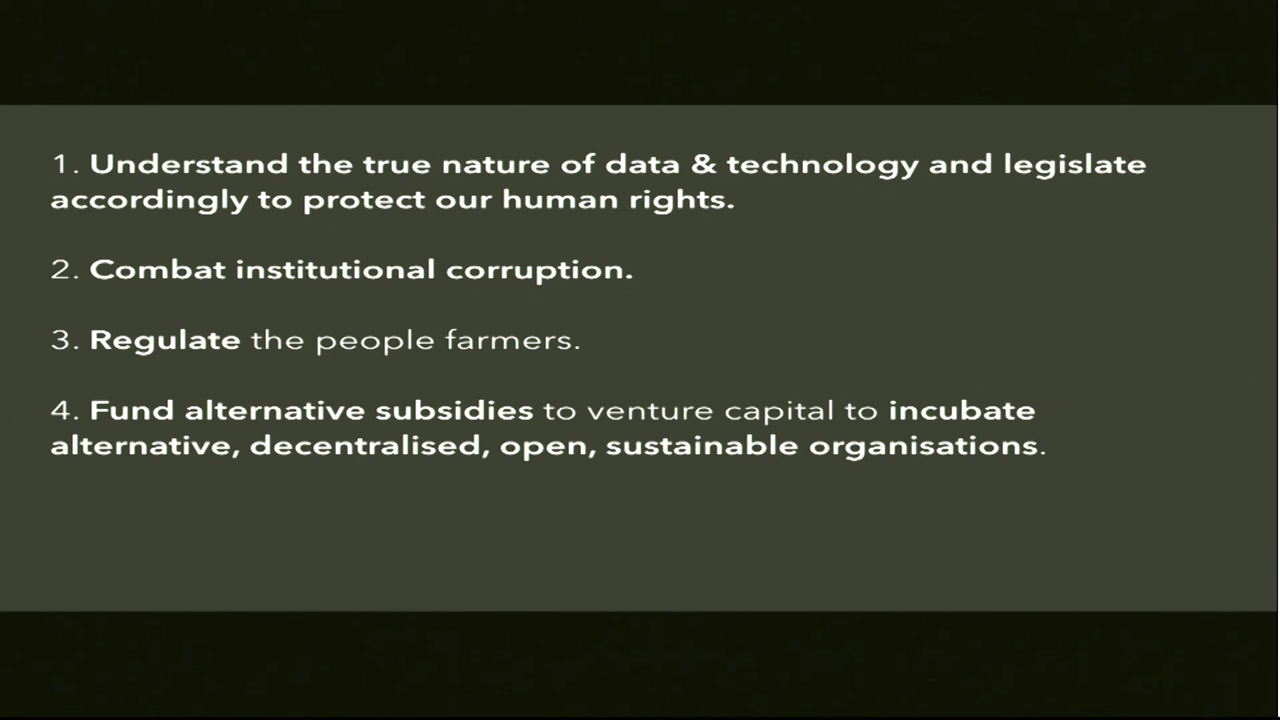 1. Understand the true nature of data & technology and legislate
accordingly to protect our human rights.
2. Combat institutional corruption.
3. Regulate the people farmers.
4. Fund alternative subsidies to venture capital to incubate
alternative, decentralised, open, sustainable organisations.